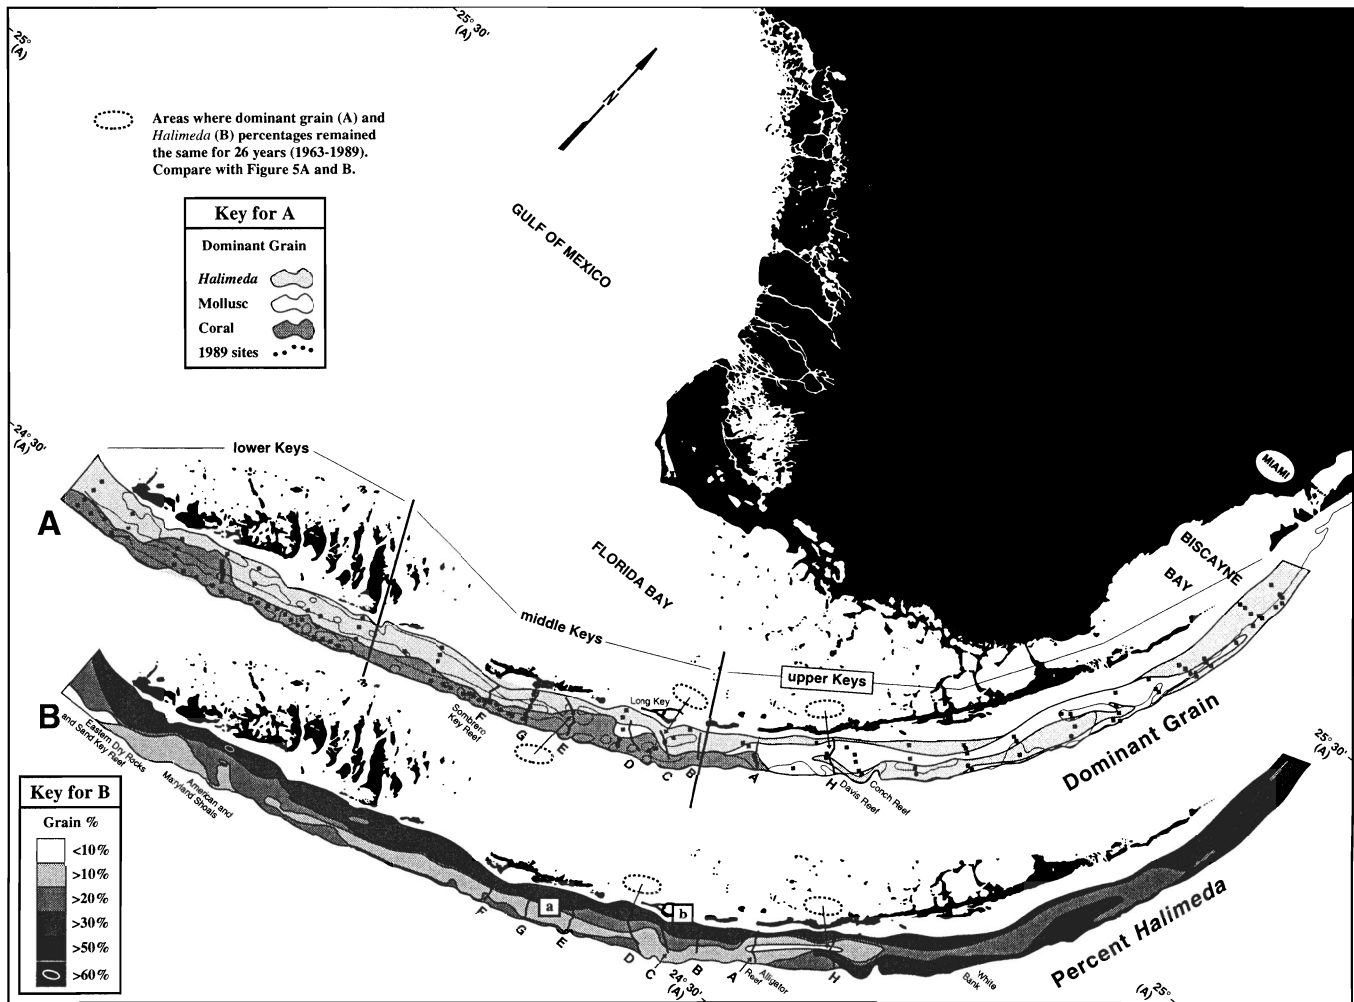 25°
(A)
25° 30'
(A)
N
Areas where dominant grain (A) and
Halimeda (B) percentages remained
the same for 26 years (1963-1989).
Compare with Figure 5A and B.
Key for A
Dominant Grain
Halimeda
Mollusc
Coral
1989 sites
GULF OF MEXICO
24° 30'
(A)
lower Keys
MIAMI
A
FLORIDA BAY
BISCAYNE
BAY
middle Keys
upper Keys
Long Key
F
Sombrero
Key Reef
G
E
D
C
B
A
H
Davis Reef
Conch Reef
Dominant Grain
25° 30'
(A)
B
Eastern Dry Rocks
and Sand Key Reef
American and
Maryland Shoals
Key for B
Grain %
<10%
>10%
>20%
>30%
>50%
>60%
a
b
F
G
E
D
C
B
A
Alligator
Reef
H
White
Bank
Percent Halimeda
24° 30'
(A)
25°
(A)